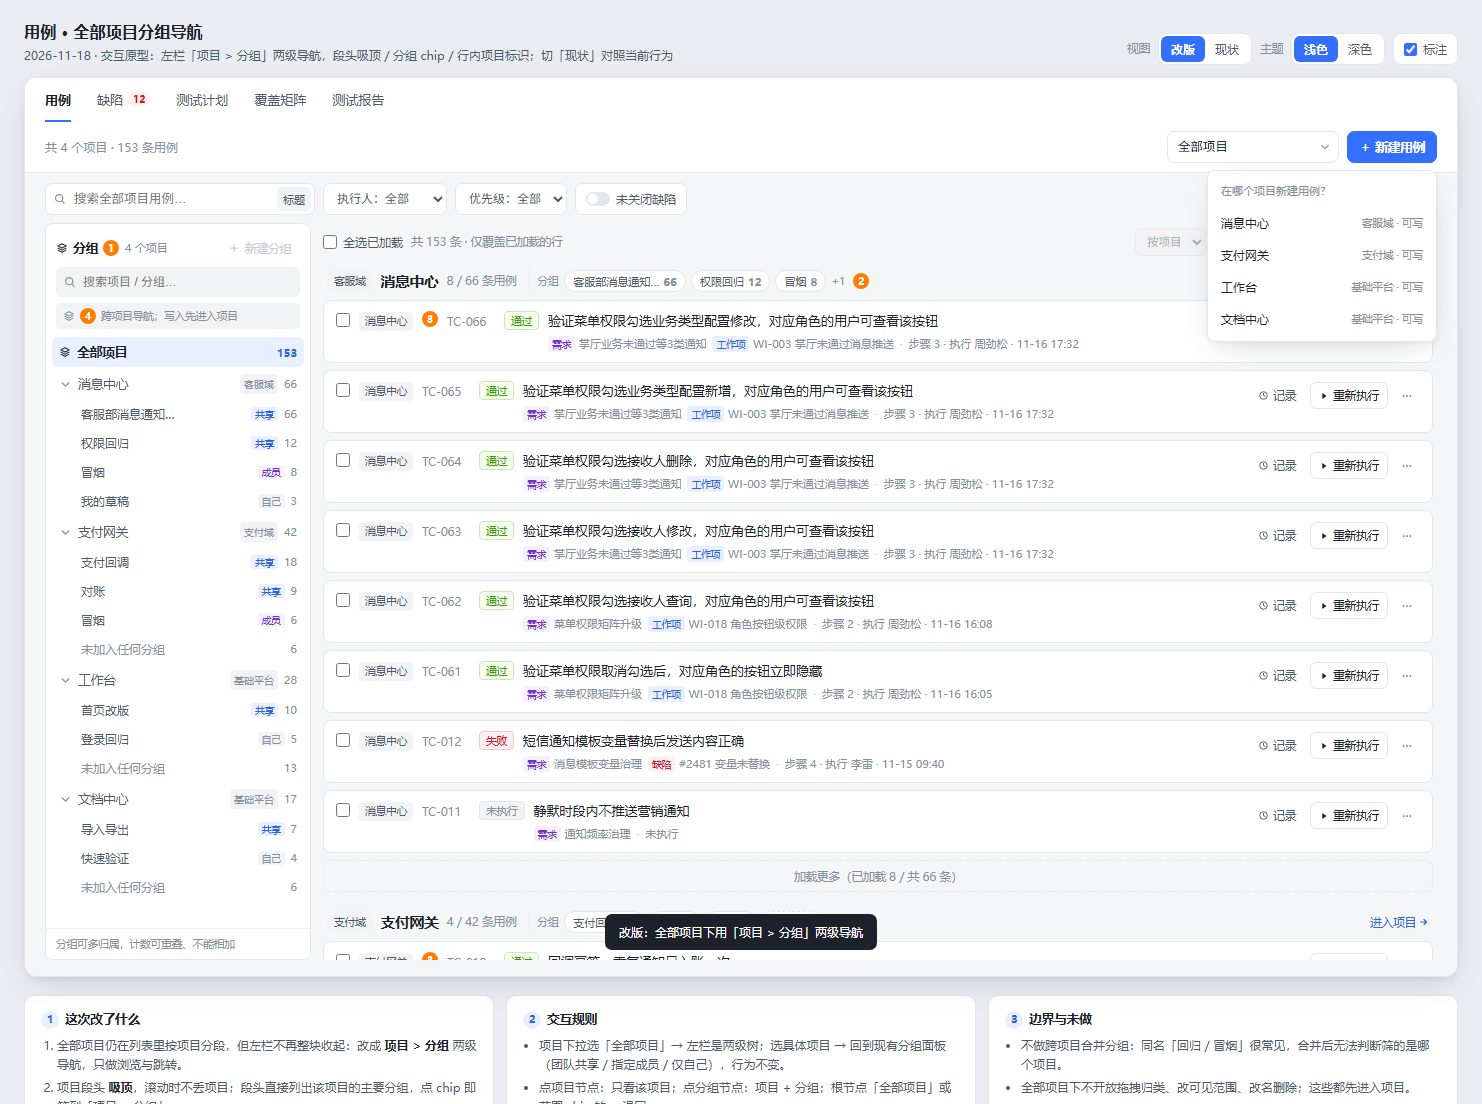 用例 • 全部项目分组导航
2026-11-18 · 交互原型：左栏「项目 > 分组」两级导航，段头吸顶 / 分组 chip / 行内项目标识；切「现状」对照当前行为
视图 改版 现状 主题 浅色 深色 标注
用例 缺陷 12 测试计划 覆盖矩阵 测试报告
共 4 个项目 · 153 条用例
全部项目 + 新建用例
搜索全部项目用例… 标题 执行人：全部 优先级：全部 未关闭缺陷
在哪个项目新建用例?
消息中心 客服域 · 可写
支付网关 支付域 · 可写
工作台 基础平台 · 可写
文档中心 基础平台 · 可写
分组 1 4 个项目 + 新建分组
搜索项目 / 分组…
4 跨项目导航；写入先进入项目
全部项目 153
消息中心 客服域 66
客服部消息通知... 共享 66
权限回归 共享 12
冒烟 成员 8
我的草稿 自己 3
支付网关 支付域 42
支付回调 共享 18
对账 共享 9
冒烟 成员 6
未加入任何分组 6
工作台 基础平台 28
首页改版 共享 10
登录回归 自己 5
未加入任何分组 13
文档中心 基础平台 17
导入导出 共享 7
快速验证 自己 4
未加入任何分组 6
分组可多归属，计数可重叠、不能相加
全选已加载 共 153 条 · 仅覆盖已加载的行 按项目
客服域 消息中心 8 / 66 条用例 分组 客服部消息通知... 66 权限回归 12 冒烟 8 +1 2
消息中心 3 TC-066 通过 验证菜单权限勾选业务类型配置修改，对应角色的用户可查看该按钮
需求 掌厅业务未通过等3类通知 工作项 WI-003 掌厅未通过消息推送 · 步骤 3 · 执行 周劲松 · 11-16 17:32
消息中心 TC-065 通过 验证菜单权限勾选业务类型配置新增，对应角色的用户可查看该按钮 记录 重新执行 ···
需求 掌厅业务未通过等3类通知 工作项 WI-003 掌厅未通过消息推送 · 步骤 3 · 执行 周劲松 · 11-16 17:32
消息中心 TC-064 通过 验证菜单权限勾选接收人删除，对应角色的用户可查看该按钮 记录 重新执行 ···
需求 掌厅业务未通过等3类通知 工作项 WI-003 掌厅未通过消息推送 · 步骤 3 · 执行 周劲松 · 11-16 17:32
消息中心 TC-063 通过 验证菜单权限勾选接收人修改，对应角色的用户可查看该按钮 记录 重新执行 ···
需求 掌厅业务未通过等3类通知 工作项 WI-003 掌厅未通过消息推送 · 步骤 3 · 执行 周劲松 · 11-16 17:32
消息中心 TC-062 通过 验证菜单权限勾选接收人查询，对应角色的用户可查看该按钮 记录 重新执行 ···
需求 菜单权限矩阵升级 工作项 WI-018 角色按钮级权限 · 步骤 2 · 执行 周劲松 · 11-16 16:08
消息中心 TC-061 通过 验证菜单权限取消勾选后，对应角色的按钮立即隐藏 记录 重新执行 ···
需求 菜单权限矩阵升级 工作项 WI-018 角色按钮级权限 · 步骤 2 · 执行 周劲松 · 11-16 16:05
消息中心 TC-012 失败 短信通知模板变量替换后发送内容正确 记录 重新执行 ···
需求 消息模板变量治理 缺陷 #2481 变量未替换 · 步骤 4 · 执行 李雷 · 11-15 09:40
消息中心 TC-011 未执行 静默时段内不推送营销通知 记录 重新执行 ···
需求 通知频率治理 · 未执行
加载更多（已加载 8 / 共 66 条）
支付域 支付网关 4 / 42 条用例 分组 支付回 进入项目 →
改版：全部项目下用「项目 > 分组」两级导航
1 这次改了什么
1. 全部项目仍在列表里按项目分段，但左栏不再整块收起：改成 项目 > 分组 两级
导航，只做浏览与跳转。
2. 项目段头 吸顶，滚动时不丢项目；段头直接列出该项目的主要分组，点 chip 即
2 交互规则
• 项目下拉选「全部项目」→ 左栏是两级树；选具体项目 → 回到现有分组面板
（团队共享 / 指定成员 / 仅自己），行为不变。
• 点项目节点：只看该项目；点分组节点：项目 + 分组；根节点「全部项目」或
3 边界与未做
• 不做跨项目合并分组：同名「回归 / 冒烟」很常见，合并后无法判断筛的是哪
个项目。
• 全部项目下不开放拖拽归类、改可见范围、改名删除；这些都先进入项目。